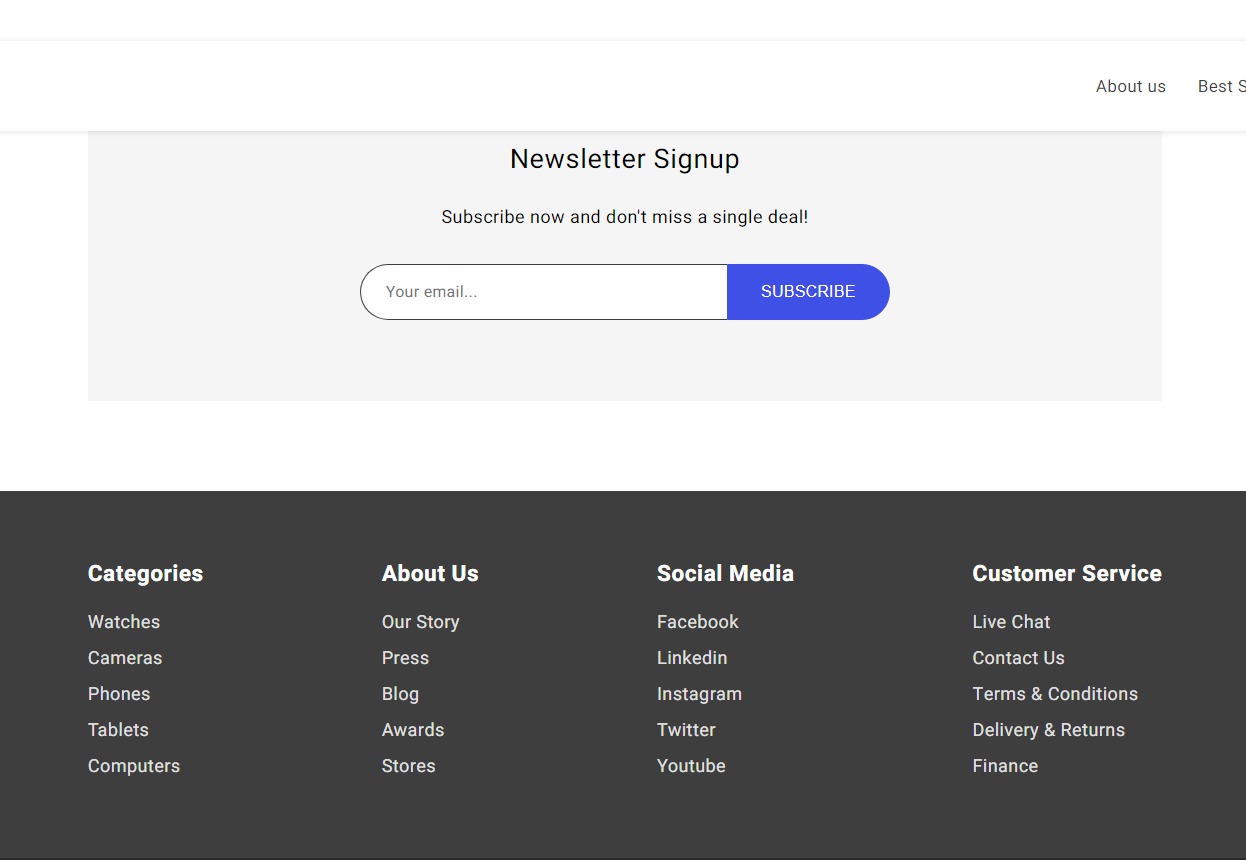 About us Best S
Newsletter Signup
Subscribe now and don't miss a single deal!
Your email... SUBSCRIBE
Categories
Watches
Cameras
Phones
Tablets
Computers
About Us
Our Story
Press
Blog
Awards
Stores
Social Media
Facebook
Linkedin
Instagram
Twitter
Youtube
Customer Service
Live Chat
Contact Us
Terms & Conditions
Delivery & Returns
Finance